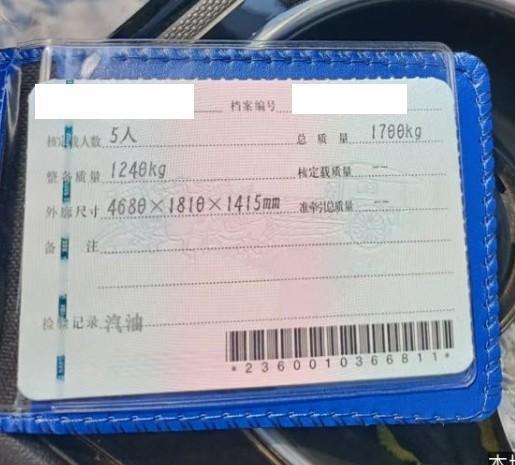 档案编号
核定载人数 5人 总质量 1700kg
整备质量 1240kg 核定载质量 --
外廓尺寸 4680×1810×1415mm 准牵引总质量 --
备注
检验记录 汽油
*2360010366811*